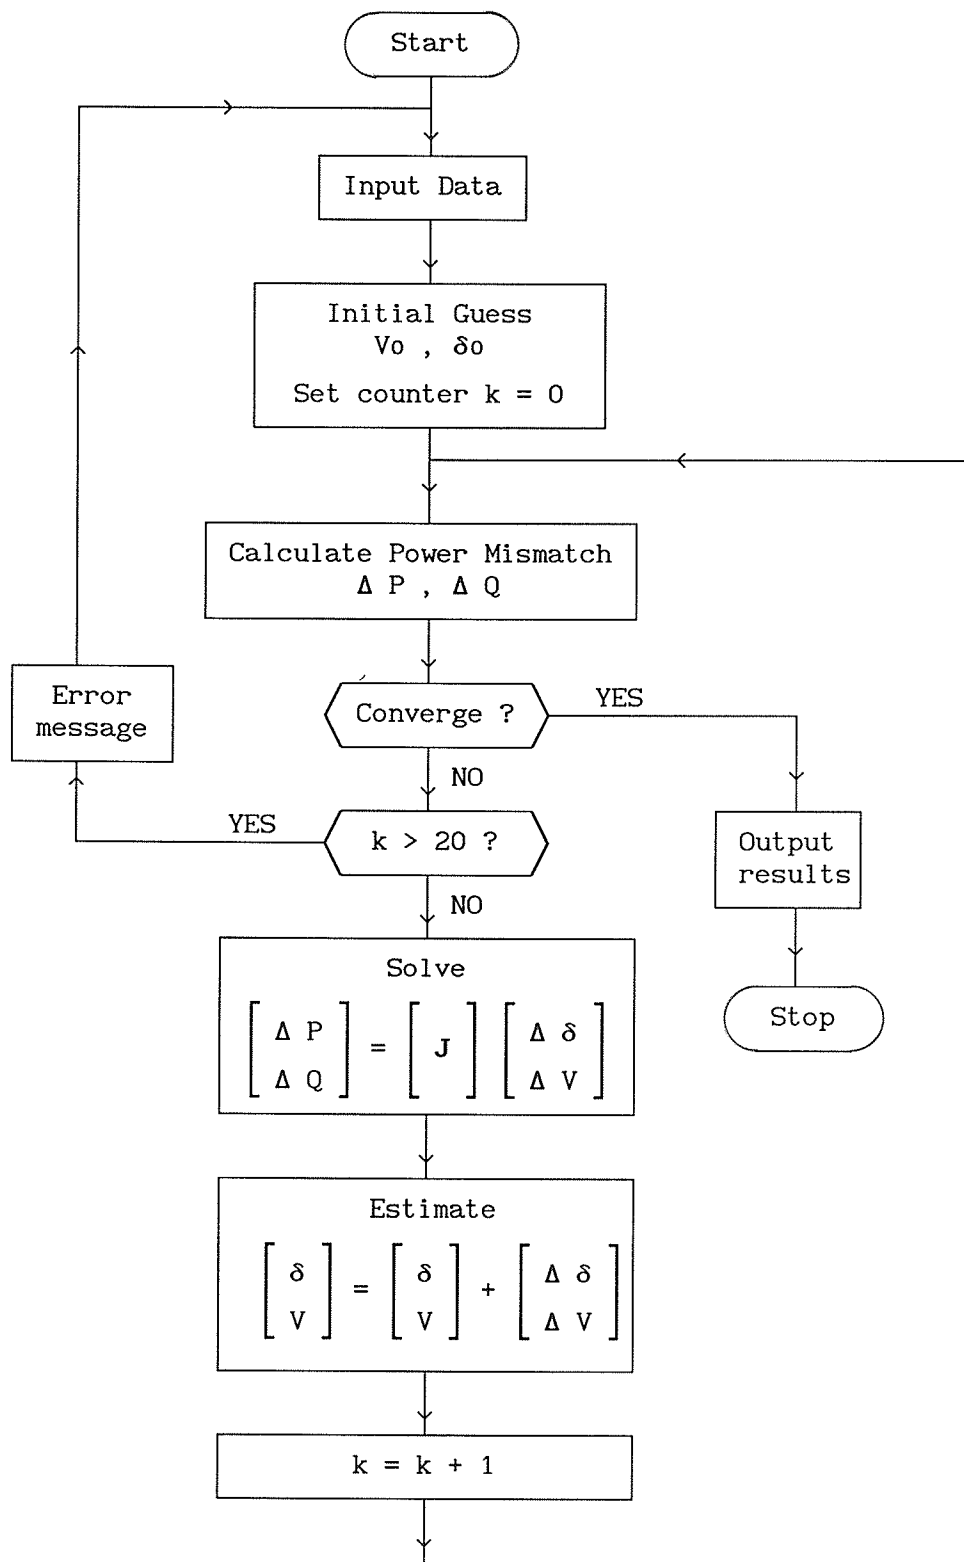 Start
Input Data
Initial Guess
Vo , δo
Set counter k = 0
Calculate Power Mismatch
Δ P , Δ Q
Error
message
Converge ?
YES
NO
YES
k > 20 ?
NO
Output
results
Stop
Solve
Δ P
Δ Q
=
J
Δ δ
Δ V
Estimate
δ
V
=
δ
V
+
Δ δ
Δ V
k = k + 1